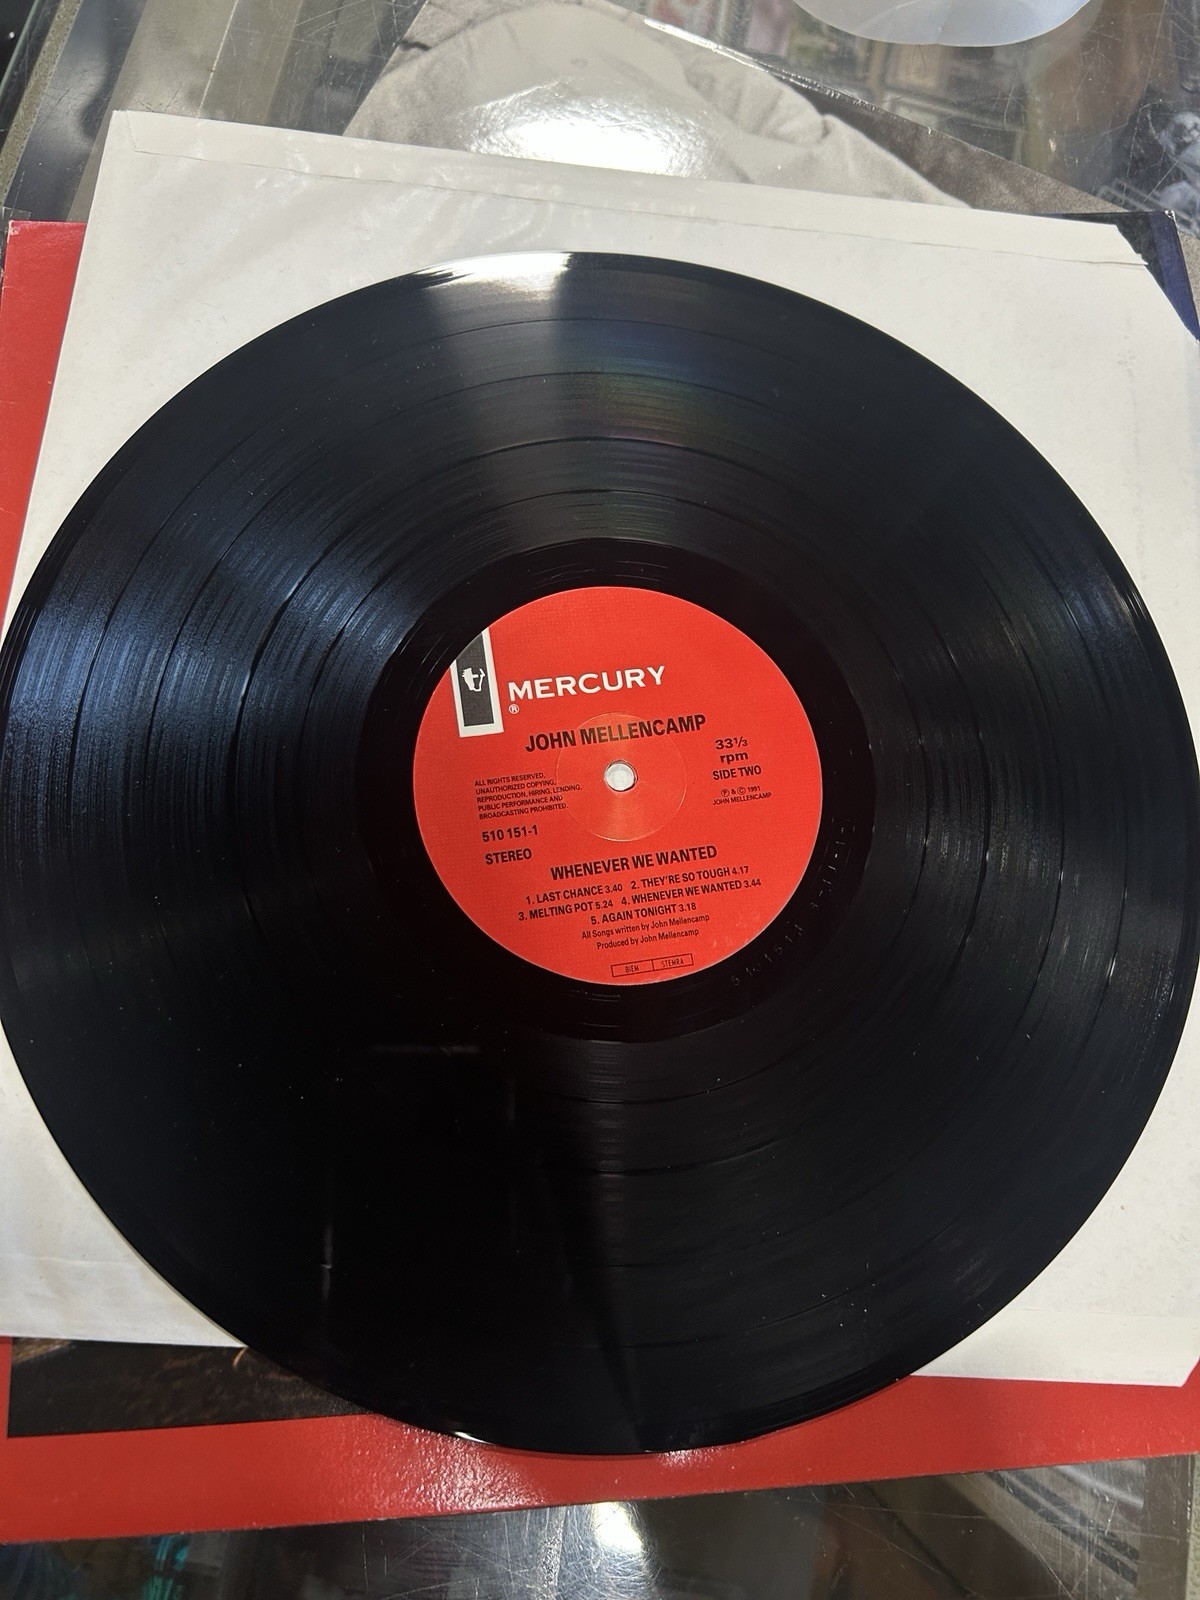 MERCURY
®
JOHN MELLENCAMP
33⅓
rpm
SIDE TWO
ALL RIGHTS RESERVED.
UNAUTHORIZED COPYING,
REPRODUCTION, HIRING, LENDING,
PUBLIC PERFORMANCE AND
BROADCASTING PROHIBITED.
℗ & © 1991
JOHN MELLENCAMP
510 151-1
STEREO
WHENEVER WE WANTED
1. LAST CHANCE 3.40 2. THEY'RE SO TOUGH 4.17
3. MELTING POT 5.24 4. WHENEVER WE WANTED 3.44
5. AGAIN TONIGHT 3.18
All Songs written by John Mellencamp
Produced by John Mellencamp
BIEM STEMRA